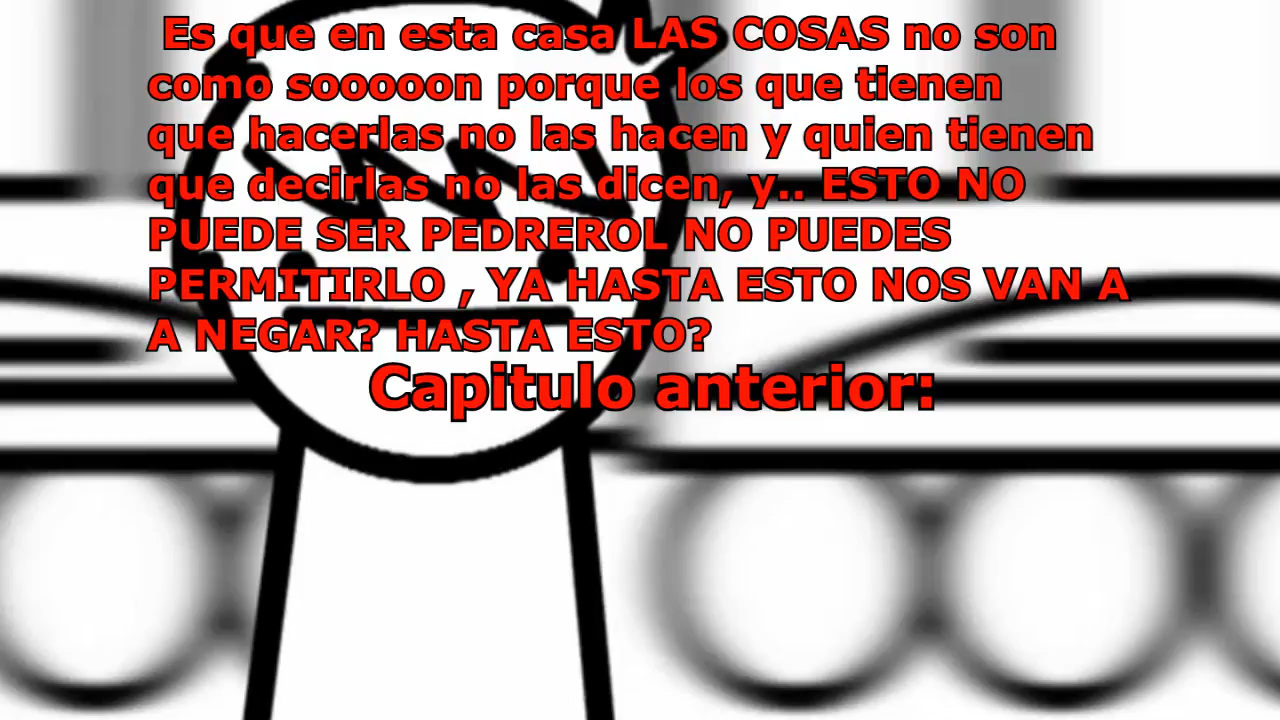 Es que en esta casa LAS COSAS no son
como sooooon porque los que tienen
que hacerlas no las hacen y quien tienen
que decirlas no las dicen, y.. ESTO NO
PUEDE SER PEDREROL NO PUEDES
PERMITIRLO , YA HASTA ESTO NOS VAN A
A NEGAR? HASTA ESTO?
Capitulo anterior: